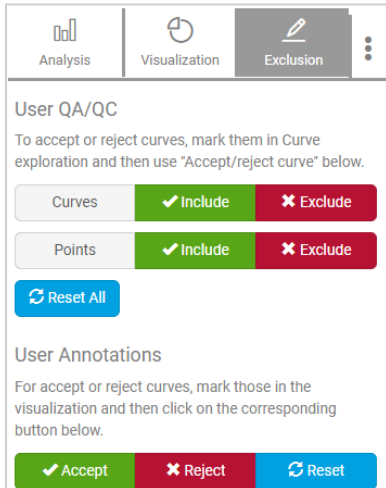 Analysis Visualization Exclusion
User QA/QC
To accept or reject curves, mark them in Curve
exploration and then use "Accept/reject curve" below.
Curves Include Exclude
Points Include Exclude
Reset All
User Annotations
For accept or reject curves, mark those in the
visualization and then click on the corresponding
button below.
Accept Reject Reset